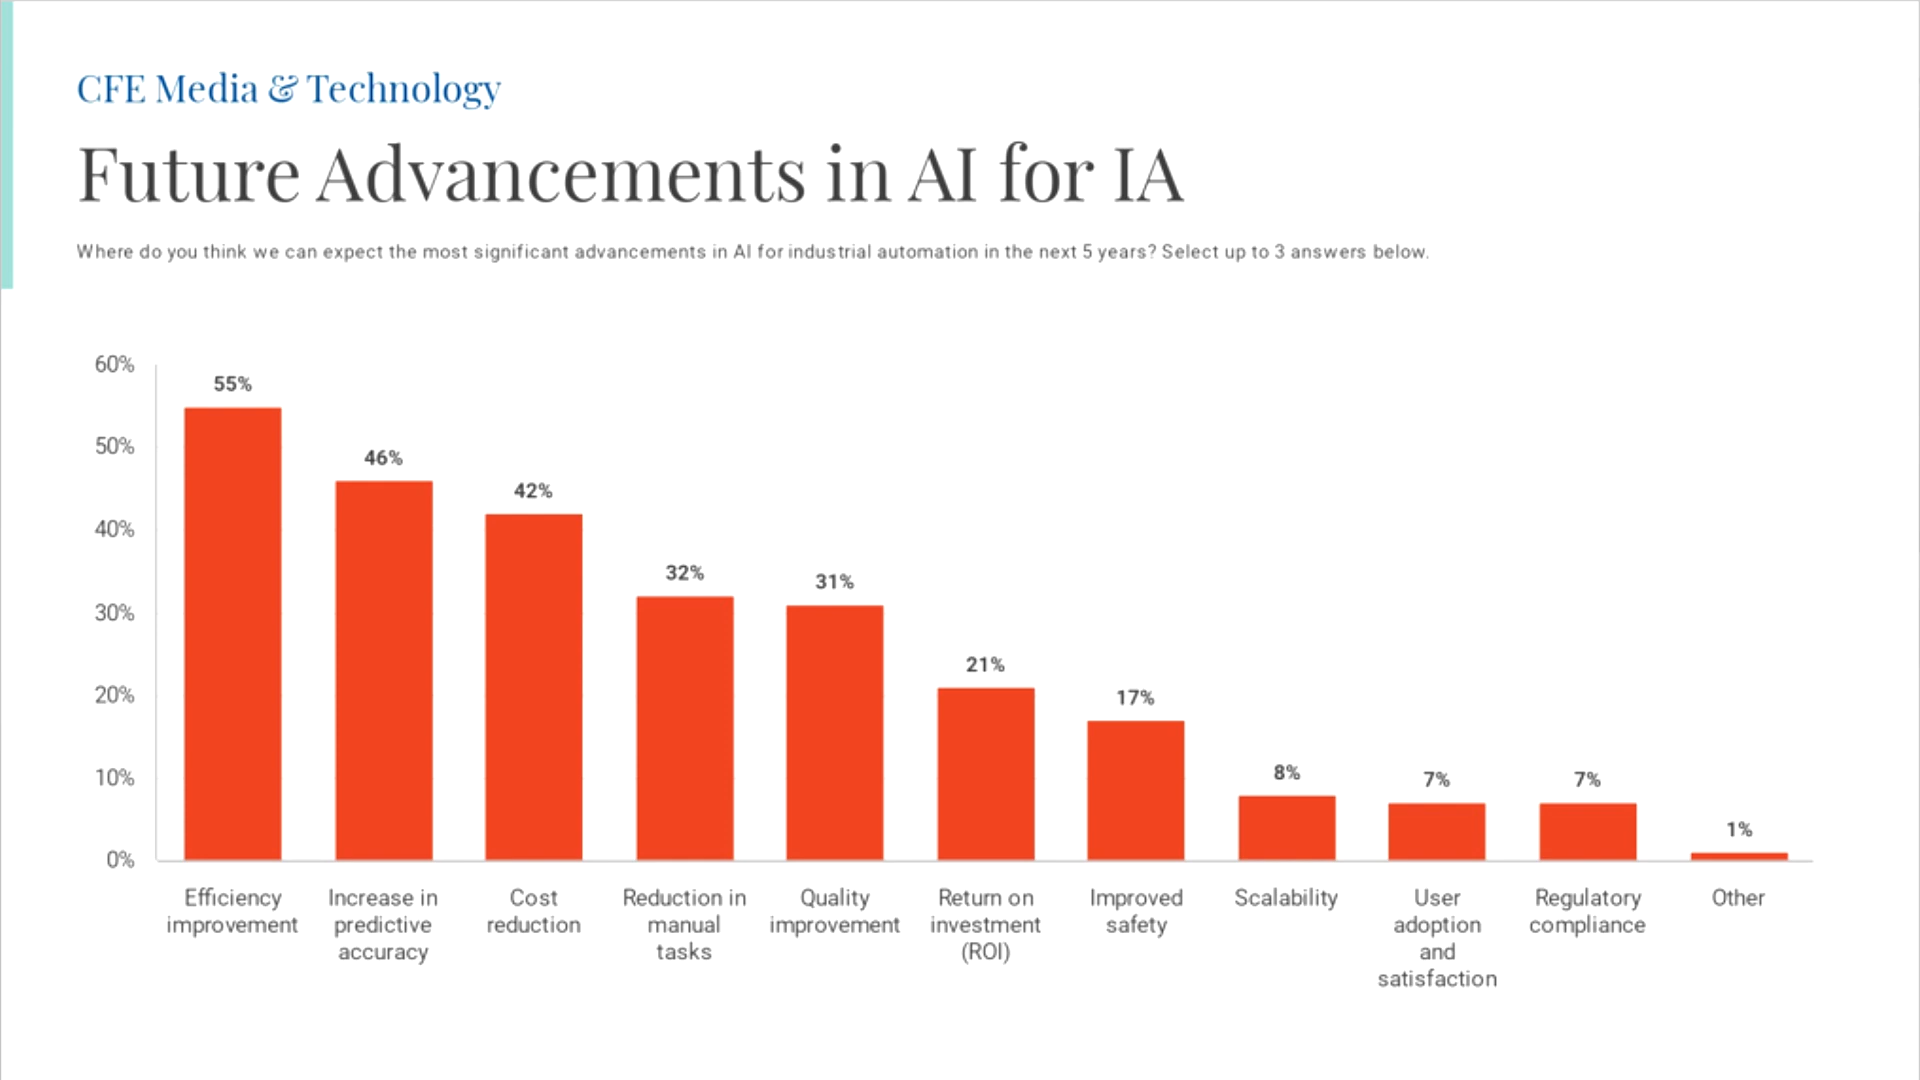 CFE Media & Technology
Future Advancements in AI for IA
Where do you think we can expect the most significant advancements in AI for industrial automation in the next 5 years? Select up to 3 answers below.
60%
50%
40%
30%
20%
10%
0%
55%
46%
42%
32%
31%
21%
17%
8%
7%
7%
1%
Efficiency
improvement
Increase in
predictive
accuracy
Cost
reduction
Reduction in
manual
tasks
Quality
improvement
Return on
investment
(ROI)
Improved
safety
Scalability
User
adoption
and
satisfaction
Regulatory
compliance
Other